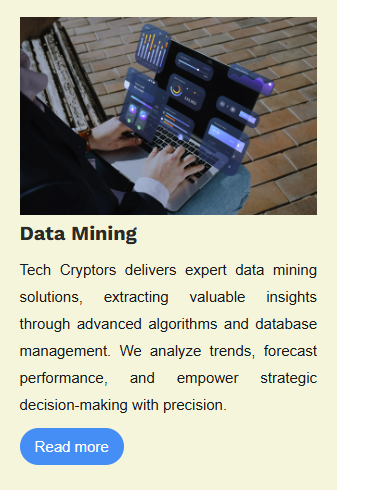 Data Mining
Tech Cryptors delivers expert data mining
solutions, extracting valuable insights
through advanced algorithms and database
management. We analyze trends, forecast
performance, and empower strategic
decision-making with precision.
Read more